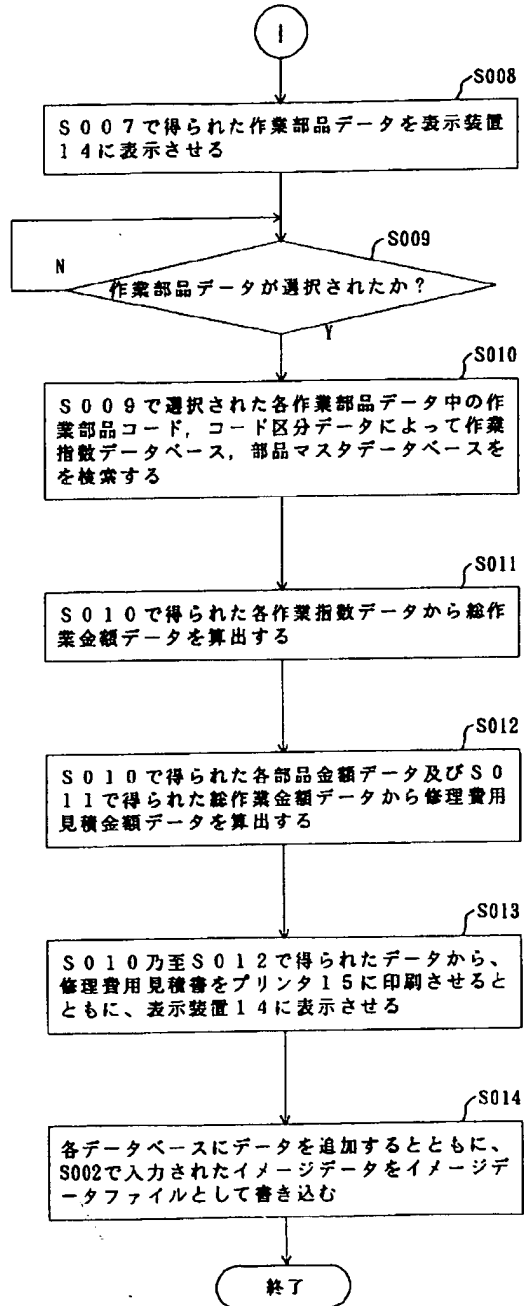 1
S008
S007で得られた作業部品データを表示装置
14に表示させる
S009
N
作業部品データが選択されたか?
Y
S010
S009で選択された各作業部品データ中の作
業部品コード,コード区分データによって作業
指数データベース,部品マスタデータベースを
を検索する
S011
S010で得られた各作業指数データから総作
業金額データを算出する
S012
S010で得られた各部品金額データ及びS0
11で得られた総作業金額データから修理費用
見積金額データを算出する
S013
S010乃至S012で得られたデータから、
修理費用見積書をプリンタ15に印刷させると
ともに、表示装置14に表示させる
S014
各データベースにデータを追加するとともに、
S002で入力されたイメージデータをイメージデ
ータファイルとして書き込む
終了